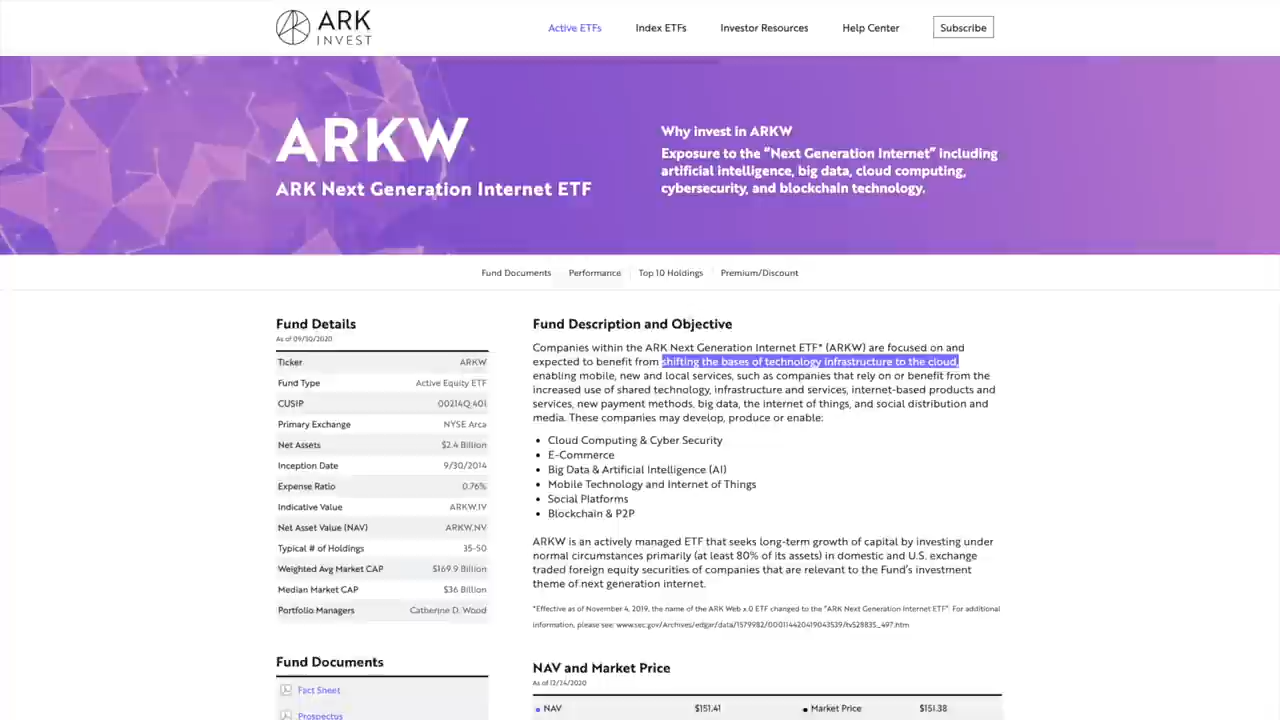 ARK
INVEST
Active ETFs
Index ETFs
Investor Resources
Help Center
Subscribe
ARKW
ARK Next Generation Internet ETF
Why invest in ARKW
Exposure to the “Next Generation Internet” including
artificial intelligence, big data, cloud computing,
cybersecurity, and blockchain technology.
Fund Documents
Performance
Top 10 Holdings
Premium/Discount
Fund Details
As of 09/30/2020
Ticker ARKW
Fund Type Active Equity ETF
CUSIP 00214Q.401
Primary Exchange NYSE Arca
Net Assets $2.4 Billion
Inception Date 9/30/2014
Expense Ratio 0.76%
Indicative Value ARKW.IV
Net Asset Value (NAV) ARKW.NV
Typical # of Holdings 35-50
Weighted Avg Market CAP $169.9 Billion
Median Market CAP $36 Billion
Portfolio Managers Catherine D. Wood
Fund Documents
Fact Sheet
Prospectus
Fund Description and Objective
Companies within the ARK Next Generation Internet ETF* (ARKW) are focused on and
expected to benefit from shifting the bases of technology infrastructure to the cloud,
enabling mobile, new and local services, such as companies that rely on or benefit from the
increased use of shared technology, infrastructure and services, internet-based products and
services, new payment methods, big data, the internet of things, and social distribution and
media. These companies may develop, produce or enable:
• Cloud Computing & Cyber Security
• E-Commerce
• Big Data & Artificial Intelligence (AI)
• Mobile Technology and Internet of Things
• Social Platforms
• Blockchain & P2P
ARKW is an actively managed ETF that seeks long-term growth of capital by investing under
normal circumstances primarily (at least 80% of its assets) in domestic and U.S. exchange
traded foreign equity securities of companies that are relevant to the Fund’s investment
theme of next generation internet.
*Effective as of November 4, 2019, the name of the ARK Web x.0 ETF changed to the “ARK Next Generation Internet ETF”. For additional
information, please see: www.sec.gov/Archives/edgar/data/1579982/000114420419043539/tv528835_497.htm
NAV and Market Price
As of 12/24/2020
NAV $151.41
Market Price $151.38